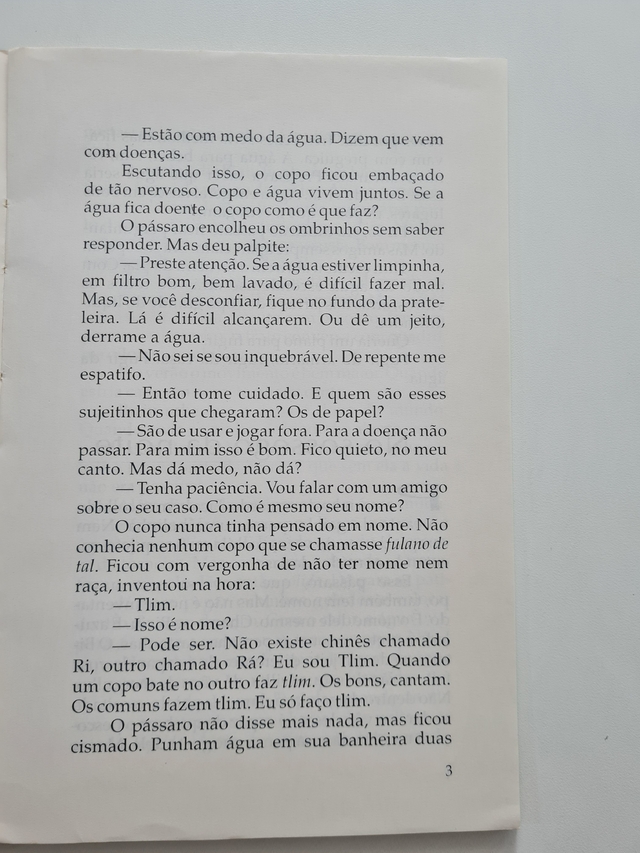 — Estão com medo da água. Dizem que vem
com doenças.
Escutando isso, o copo ficou embaçado
de tão nervoso. Copo e água vivem juntos. Se a
água fica doente o copo como é que faz?
O pássaro encolheu os ombrinhos sem saber
responder. Mas deu palpite:
— Preste atenção. Se a água estiver limpinha,
em filtro bom, bem lavado, é difícil fazer mal.
Mas, se você desconfiar, fique no fundo da prate-
leira. Lá é difícil alcançarem. Ou dê um jeito,
derrame a água.
— Não sei se sou inquebrável. De repente me
espatifo.
— Então tome cuidado. E quem são esses
sujeitinhos que chegaram? Os de papel?
— São de usar e jogar fora. Para a doença não
passar. Para mim isso é bom. Fico quieto, no meu
canto. Mas dá medo, não dá?
— Tenha paciência. Vou falar com um amigo
sobre o seu caso. Como é mesmo seu nome?
O copo nunca tinha pensado em nome. Não
conhecia nenhum copo que se chamasse fulano de
tal. Ficou com vergonha de não ter nome nem
raça, inventou na hora:
— Tlim.
— Isso é nome?
— Pode ser. Não existe chinês chamado
Ri, outro chamado Rá? Eu sou Tlim. Quando
um copo bate no outro faz tlim. Os bons, cantam.
Os comuns fazem tlim. Eu só faço tlim.
O pássaro não disse mais nada, mas ficou
cismado. Punham água em sua banheira duas
3